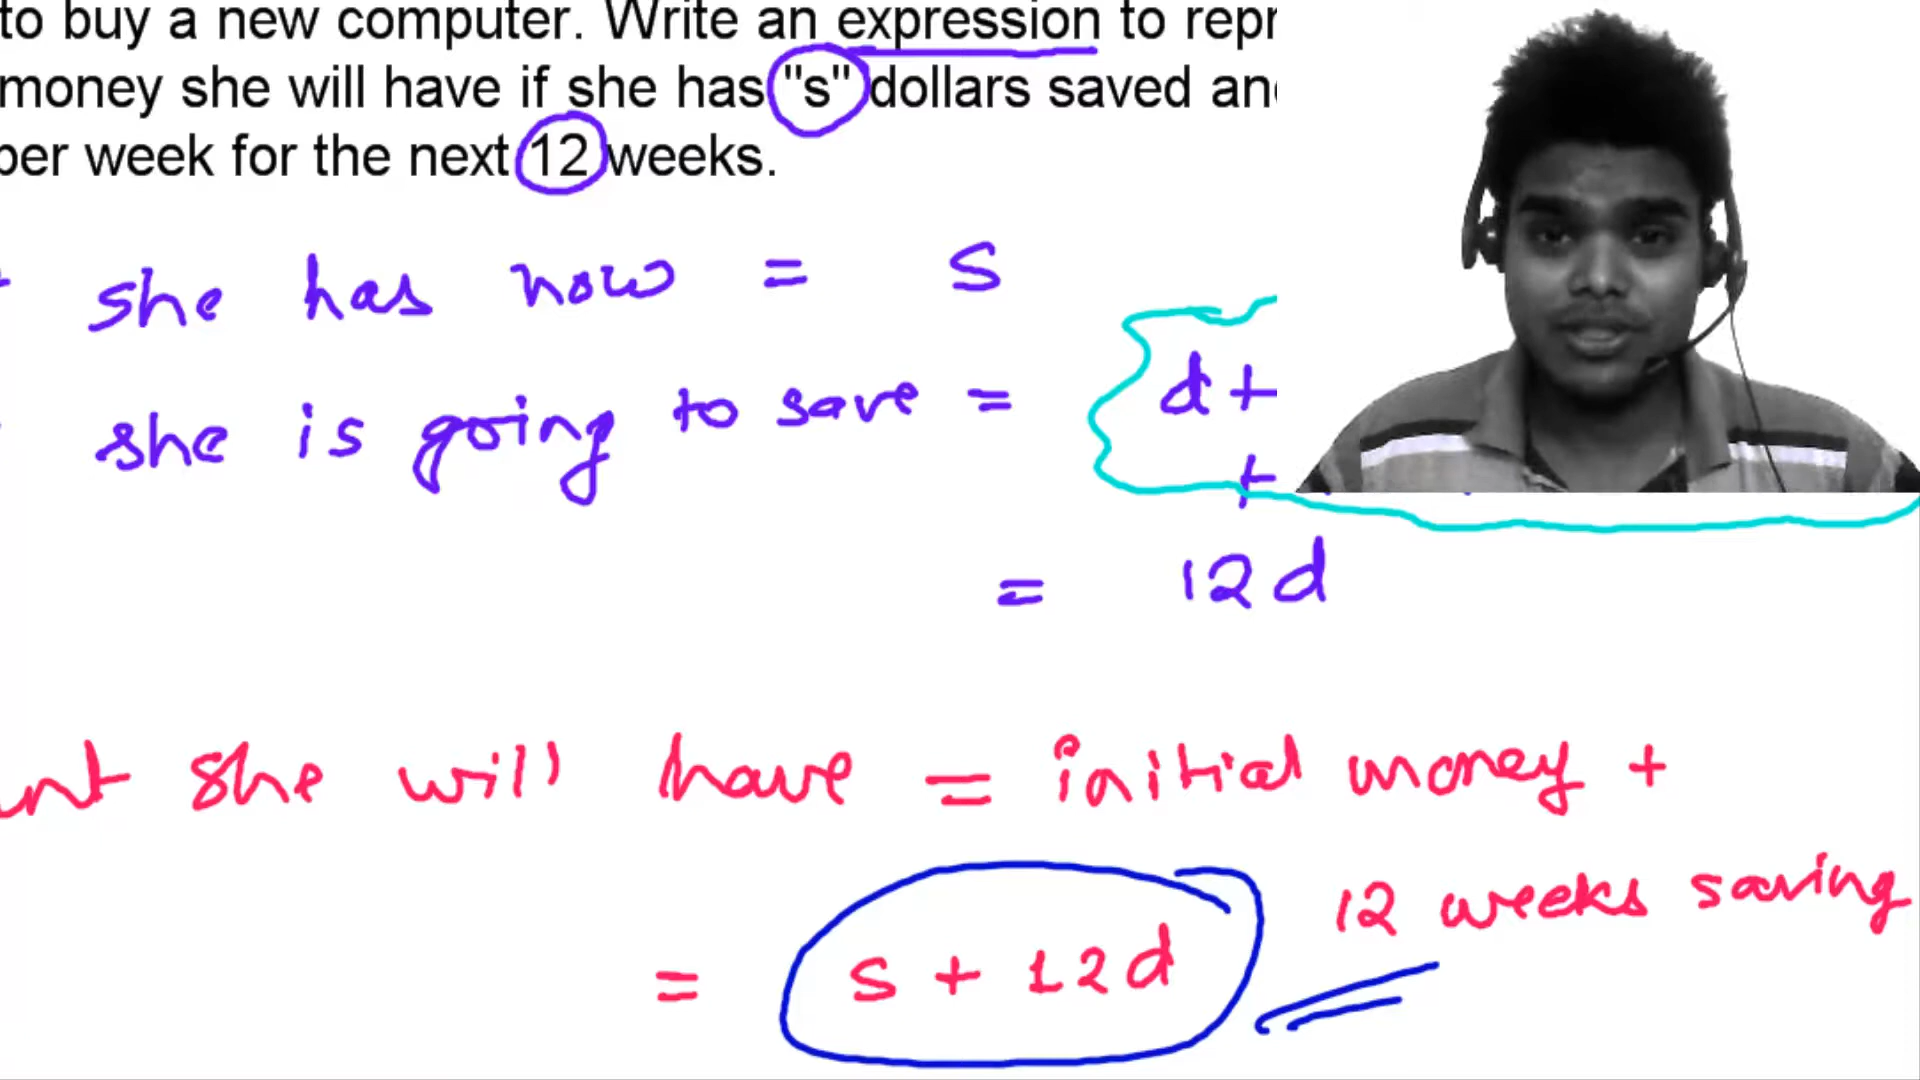 to buy a new computer. Write an expression to repr
money she will have if she has "s" dollars saved and
per week for the next 12 weeks.
she has now = s
she is going to save = d +
+
= 12d
she will have = initial money +
12 weeks saving
= s + 12d